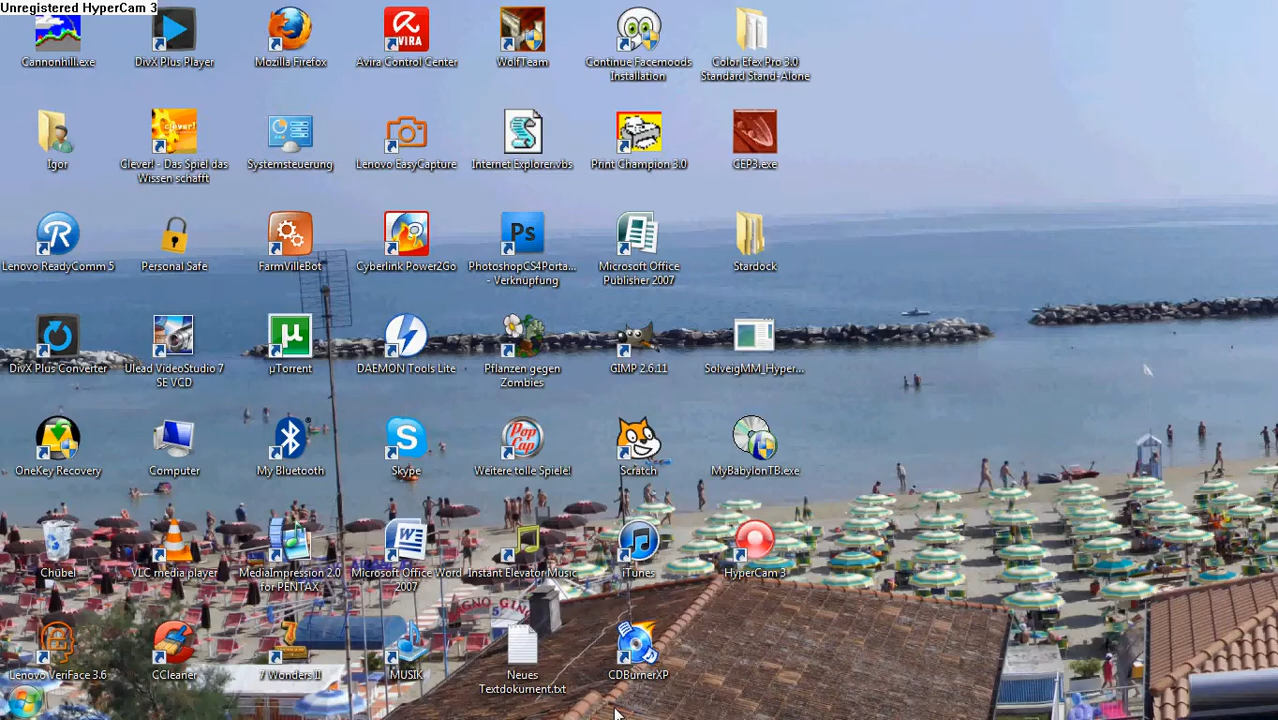 Unregistered HyperCam 3
Cannonhill.exe
DivX Plus Player
Mozilla Firefox
Avira Control Center
WolfTeam
Continue Facemoods
Installation
Color Efex Pro 3.0
Standard Stand-Alone
AVIRA
Igor
clever!
Clever! - Das Spiel das
Wissen schafft
Systemsteuerung
Lenovo EasyCapture
Internet Explorer.vbs
Print Champion 3.0
CEP3.exe
R
Lenovo ReadyComm 5
Personal Safe
FarmVilleBot
Cyberlink Power2Go
Ps
PhotoshopCS4Porta...
- Verknüpfung
Microsoft Office
Publisher 2007
Stardock
DivX Plus Converter
Ulead VideoStudio 7
SE VCD
µ
µTorrent
DAEMON Tools Lite
Pflanzen gegen
Zombies
GIMP 2.6.11
SolveigMM_Hyper...
OneKey Recovery
Computer
My Bluetooth
S
Skype
Pop
Cap
Weitere tolle Spiele!
Scratch
MyBabylonTB.exe
Chübel
VLC media player
MediaImpression 2.0
for PENTAX
W
Microsoft Office Word
2007
Instant Elevator Music
iTunes
HyperCam 3
Lenovo VeriFace 3.6
CCleaner
7
7 Wonders II
MUSIK
Neues
Textdokument.txt
CDBurnerXP